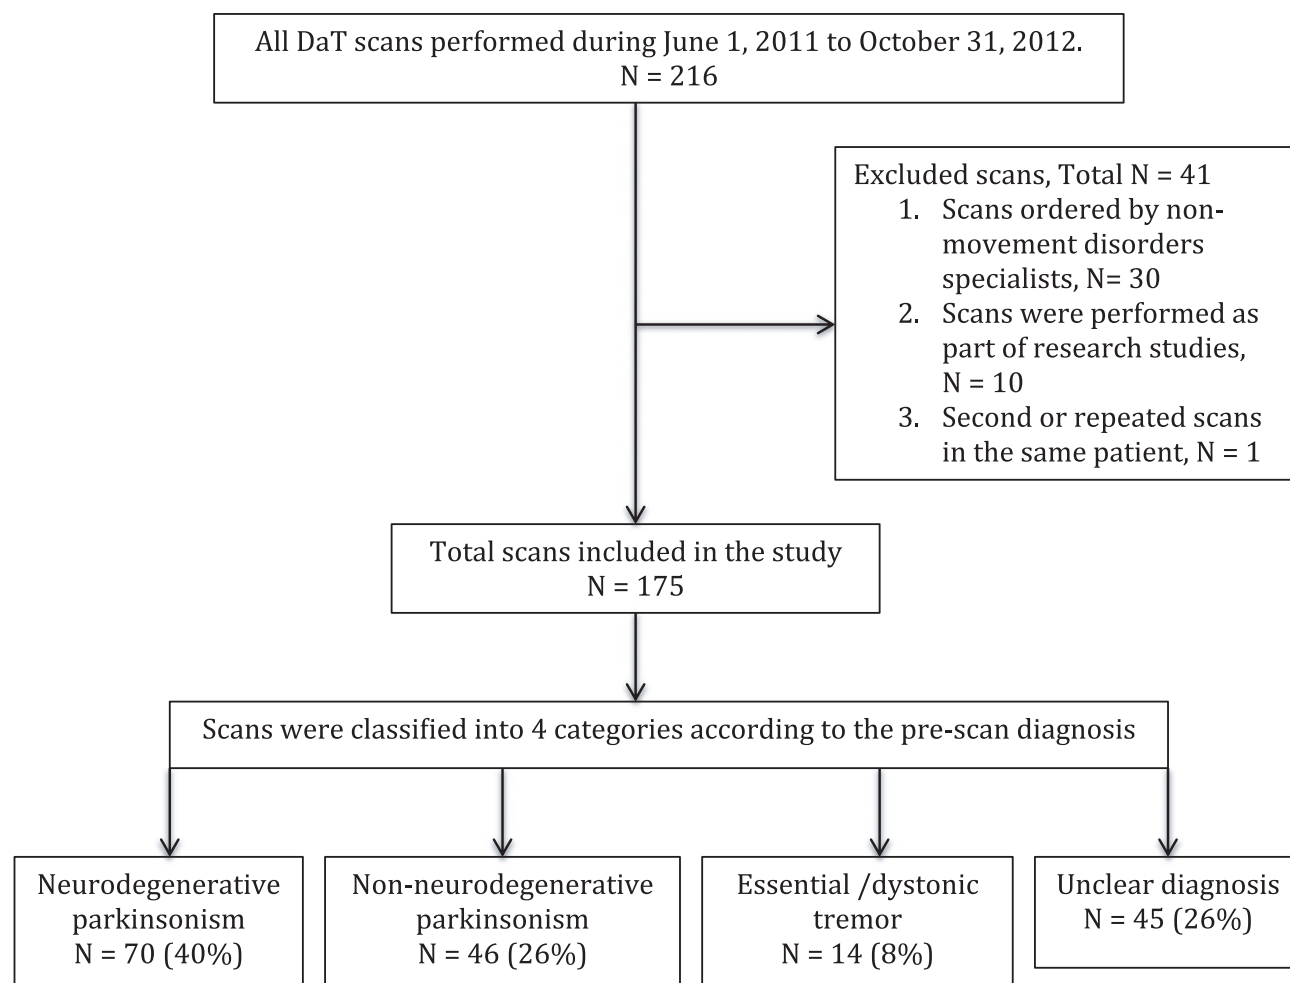 All DaT scans performed during June 1, 2011 to October 31, 2012.
N = 216
Excluded scans, Total N = 41
1. Scans ordered by non-
movement disorders
specialists, N= 30
2. Scans were performed as
part of research studies,
N = 10
3. Second or repeated scans
in the same patient, N = 1
Total scans included in the study
N = 175
Scans were classified into 4 categories according to the pre-scan diagnosis
Neurodegenerative
parkinsonism
N = 70 (40%)
Non-neurodegenerative
parkinsonism
N = 46 (26%)
Essential /dystonic
tremor
N = 14 (8%)
Unclear diagnosis
N = 45 (26%)